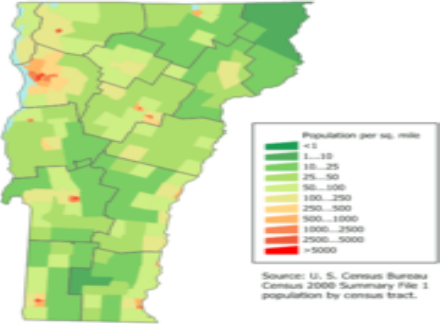 Population per sq. mile
<1
1...10
10...25
25...50
50...100
100...250
250...500
500...1000
1000...2500
2500...5000
>5000
Source: U. S. Census Bureau
Census 2000 Summary File 1
population by census tract.